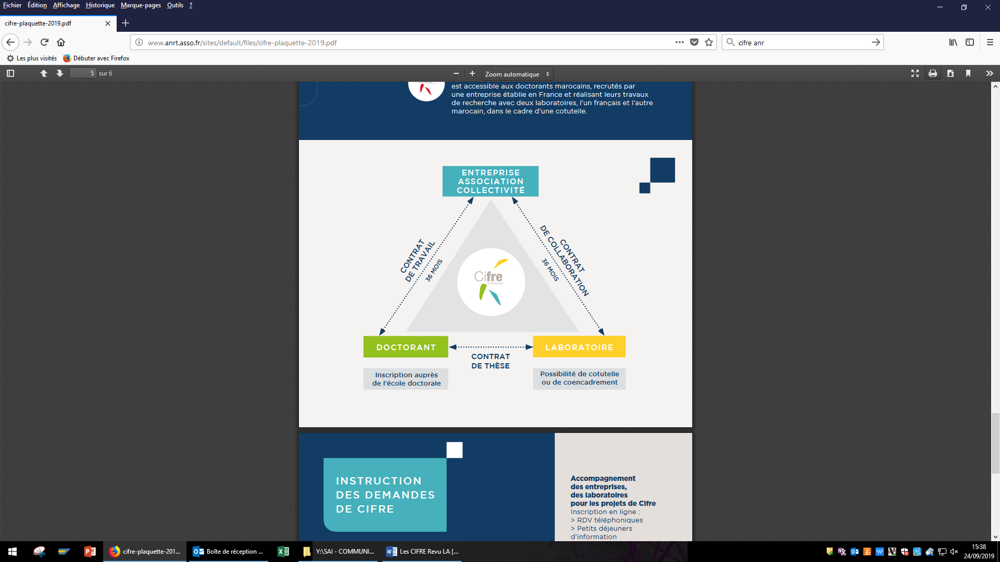 Fichier Édition Affichage Historique Marque-pages Outils ?
cifre-plaquette-2019.pdf
www.anrt.asso.fr/sites/default/files/cifre-plaquette-2019.pdf
cifre anr
Les plus visités Débuter avec Firefox
5 sur 6
Zoom automatique
est accessible aux doctorants marocains, recrutés par
une entreprise établie en France et réalisant leurs travaux
de recherche avec deux laboratoires, l'un français et l'autre
marocain, dans le cadre d'une cotutelle.
ENTREPRISE
ASSOCIATION
COLLECTIVITÉ
CONTRAT
DE TRAVAIL
36 MOIS
CONTRAT
DE COLLABORATION
36 MOIS
Cifre
Convention
DOCTORANT
LABORATOIRE
CONTRAT
DE THÈSE
Inscription auprès
de l'école doctorale
Possibilité de cotutelle
ou de coencadrement
INSTRUCTION
DES DEMANDES
DE CIFRE
Accompagnement
des entreprises,
des laboratoires
pour les projets de Cifre
Inscription en ligne :
> RDV téléphoniques
> Petits déjeuners
d'information
cifre-plaquette-201...
Boîte de réception ...
Y:\SAI - COMMUNI...
Les CIFRE Revu LA [...
15:38
24/09/2019